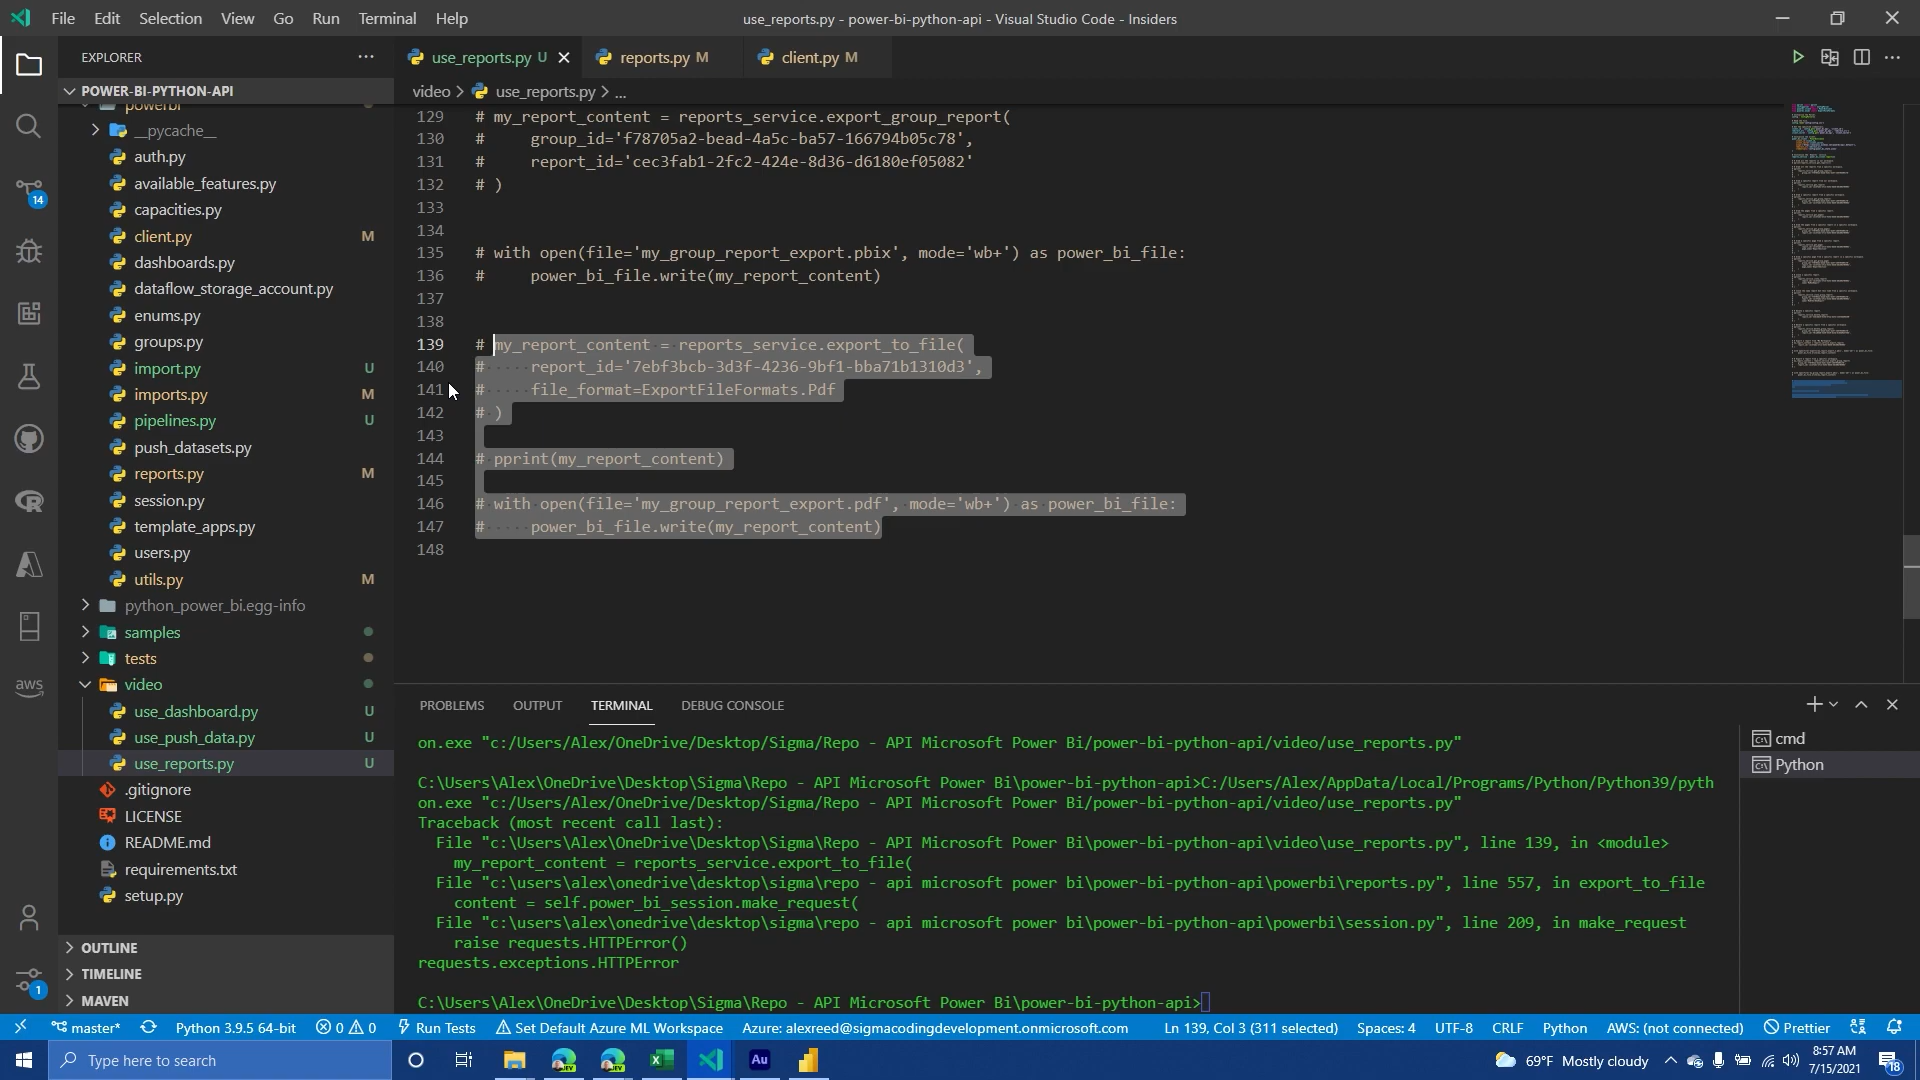 File Edit Selection View Go Run Terminal Help
use_reports.py - power-bi-python-api - Visual Studio Code - Insiders
EXPLORER
use_reports.py U
reports.py M
client.py M
POWER-BI-PYTHON-API
video > use_reports.py > ...
powerbi
__pycache__
auth.py
available_features.py
capacities.py
client.py M
dashboards.py
dataflow_storage_account.py
enums.py
groups.py
import.py U
imports.py M
pipelines.py U
push_datasets.py
reports.py M
session.py
template_apps.py
users.py
utils.py M
python_power_bi.egg-info
samples
tests
video
use_dashboard.py U
use_push_data.py U
use_reports.py U
.gitignore
LICENSE
README.md
requirements.txt
setup.py
OUTLINE
TIMELINE
MAVEN
14
1
aws
129 # my_report_content = reports_service.export_group_report(
130 #     group_id='f78705a2-bead-4a5c-ba57-166794b05c78',
131 #     report_id='cec3fab1-2fc2-424e-8d36-d6180ef05082'
132 # )
133
134
135 # with open(file='my_group_report_export.pbix', mode='wb+') as power_bi_file:
136 #     power_bi_file.write(my_report_content)
137
138
139 # my_report_content = reports_service.export_to_file(
140 #     report_id='7ebf3bcb-3d3f-4236-9bf1-bba71b1310d3',
141 #     file_format=ExportFileFormats.Pdf
142 # )
143
144 # pprint(my_report_content)
145
146 # with open(file='my_group_report_export.pdf', mode='wb+') as power_bi_file:
147 #     power_bi_file.write(my_report_content)
148
PROBLEMS OUTPUT TERMINAL DEBUG CONSOLE
cmd
Python
on.exe "c:/Users/Alex/OneDrive/Desktop/Sigma/Repo - API Microsoft Power Bi/power-bi-python-api/video/use_reports.py"
C:\Users\Alex\OneDrive\Desktop\Sigma\Repo - API Microsoft Power Bi\power-bi-python-api>C:/Users/Alex/AppData/Local/Programs/Python/Python39/pyth
on.exe "c:/Users/Alex/OneDrive/Desktop/Sigma/Repo - API Microsoft Power Bi/power-bi-python-api/video/use_reports.py"
Traceback (most recent call last):
  File "c:\Users\Alex\OneDrive\Desktop\Sigma\Repo - API Microsoft Power Bi\power-bi-python-api\video\use_reports.py", line 139, in <module>
    my_report_content = reports_service.export_to_file(
  File "c:\users\alex\onedrive\desktop\sigma\repo - api microsoft power bi\power-bi-python-api\powerbi\reports.py", line 557, in export_to_file
    content = self.power_bi_session.make_request(
  File "c:\users\alex\onedrive\desktop\sigma\repo - api microsoft power bi\power-bi-python-api\powerbi\session.py", line 209, in make_request
    raise requests.HTTPError()
requests.exceptions.HTTPError
C:\Users\Alex\OneDrive\Desktop\Sigma\Repo - API Microsoft Power Bi\power-bi-python-api>
master* Python 3.9.5 64-bit 0 0 Run Tests Set Default Azure ML Workspace Azure: alexreed@sigmacodingdevelopment.onmicrosoft.com Ln 139, Col 3 (311 selected) Spaces: 4 UTF-8 CRLF Python AWS: (not connected) Prettier
Type here to search
Au
69°F Mostly cloudy
8:57 AM
7/15/2021
18